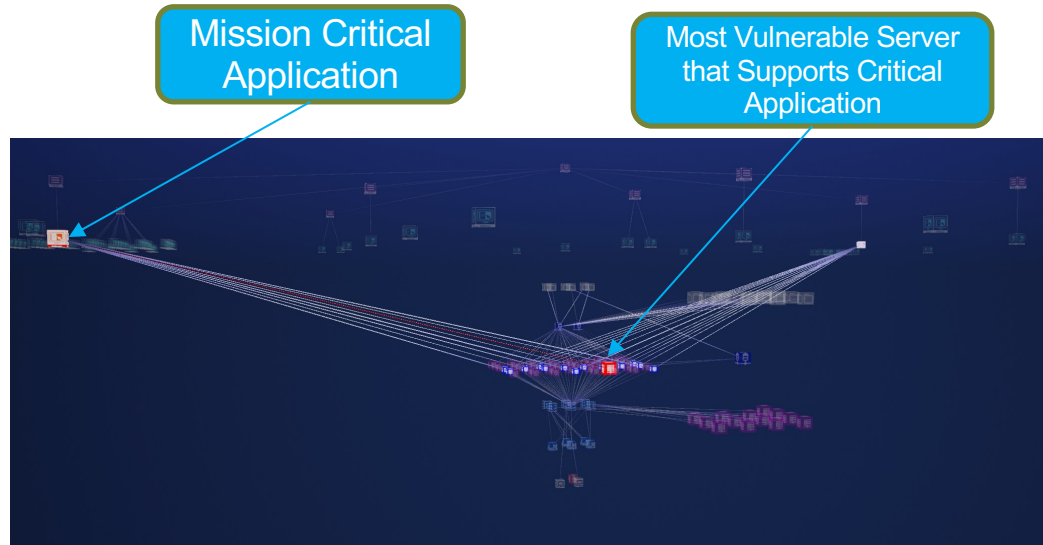 Mission Critical
Application
Most Vulnerable Server
that Supports Critical
Application